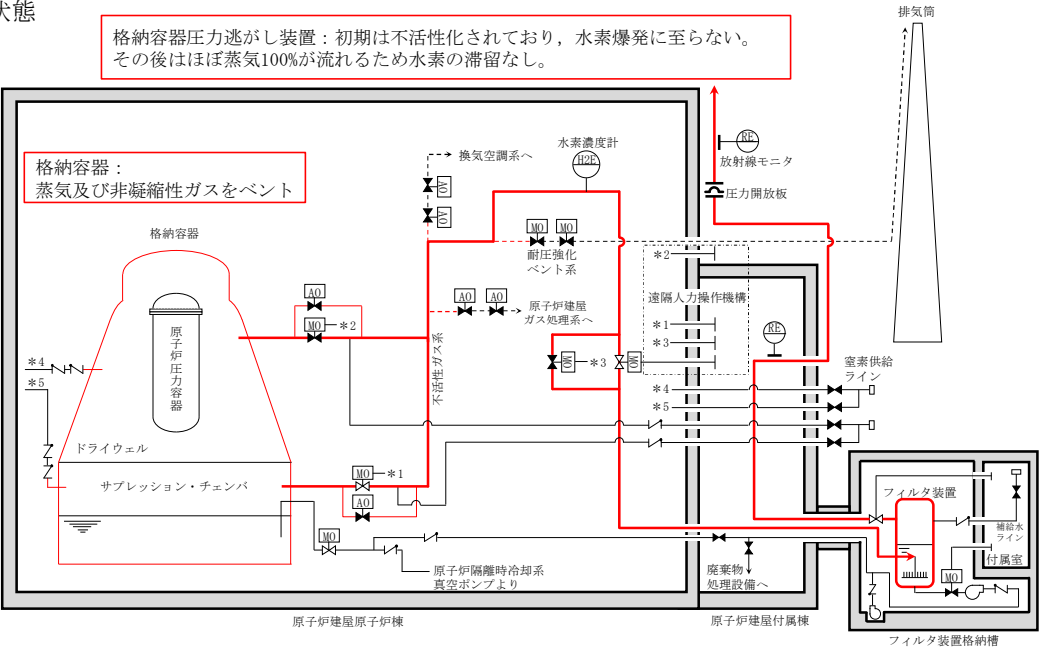 状態
排気筒
格納容器圧力逃がし装置：初期は不活性化されており，水素爆発に至らない。
その後はほぼ蒸気100%が流れるため水素の滞留なし。
格納容器：
蒸気及び非凝縮性ガスをベント
換気空調系へ
水素濃度計
H2E
RE
放射線モニタ
圧力開放板
AO
AO
格納容器
MO
MO
耐圧強化
ベント系
＊2
遠隔人力操作機構
AO
MO
＊2
AO
AO
原子炉建屋
ガス処理系へ
＊1
＊3
RE
原子炉圧力容器
不活性ガス系
MO
＊3
MO
＊4
＊5
＊4
＊5
窒素供給
ライン
ドライウェル
サプレッション・チェンバ
MO
＊1
AO
フィルタ装置
補給水
ライン
付属室
MO
MO
原子炉隔離時冷却系
真空ポンプより
廃棄物
処理設備へ
原子炉建屋原子炉棟
原子炉建屋付属棟
フィルタ装置格納槽